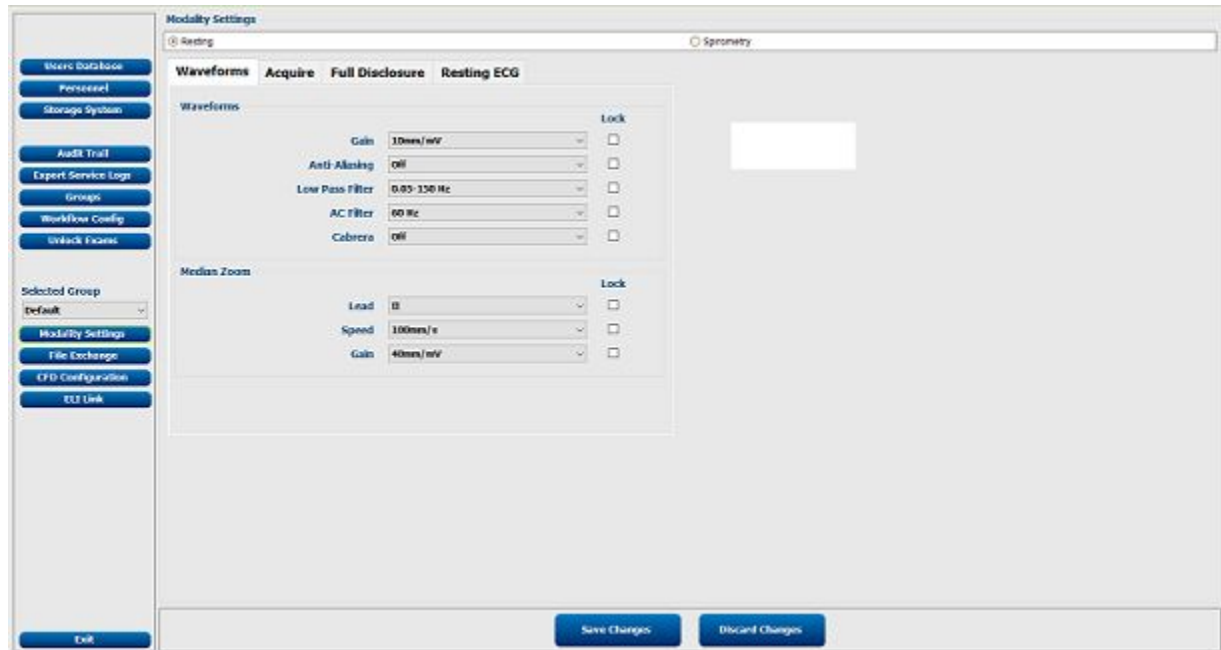 Modality Settings
Resting
Spirometry
Users Database
Personnel
Storage System
Audit Trail
Export Service Logs
Groups
Workflow Config
Unlock Exams
Selected Group
Default
Modality Settings
File Exchange
CFD Configuration
ELI Link
Exit
Waveforms Acquire Full Disclosure Resting ECG
Waveforms
Lock
Gain 10mm/mV
Anti-Aliasing Off
Low Pass Filter 0.05-150 Hz
AC Filter 60 Hz
Cabrera Off
Median Zoom
Lock
Lead II
Speed 100mm/s
Gain 40mm/mV
Save Changes Discard Changes